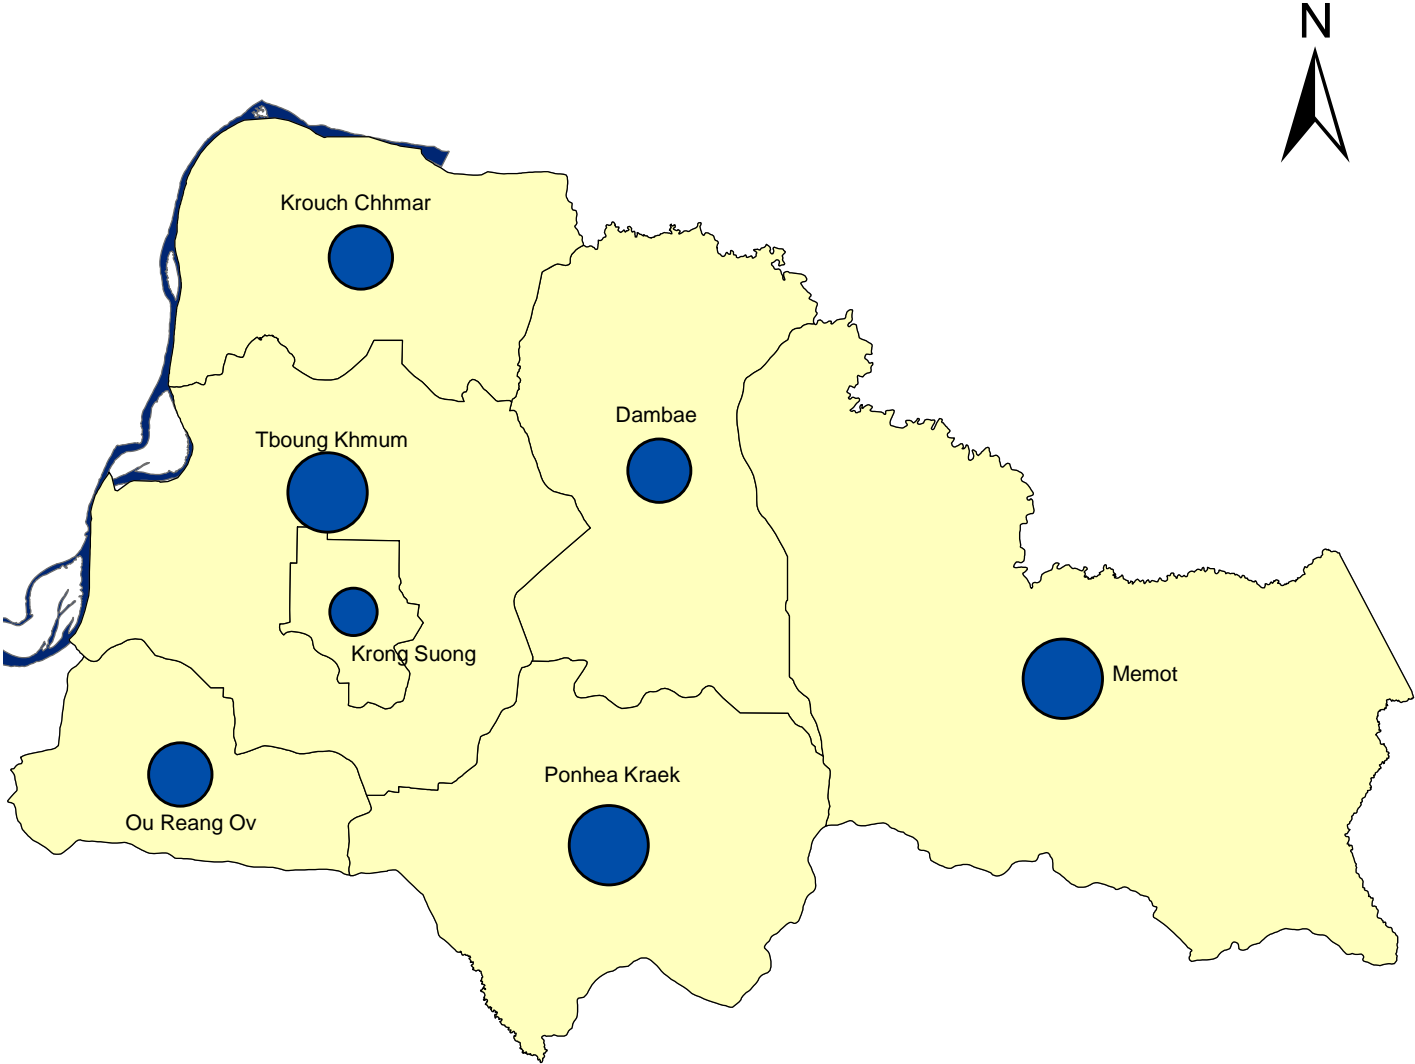 N
Krouch Chhmar
Dambae
Tboung Khmum
Krong Suong
Memot
Ponhea Kraek
Ou Reang Ov